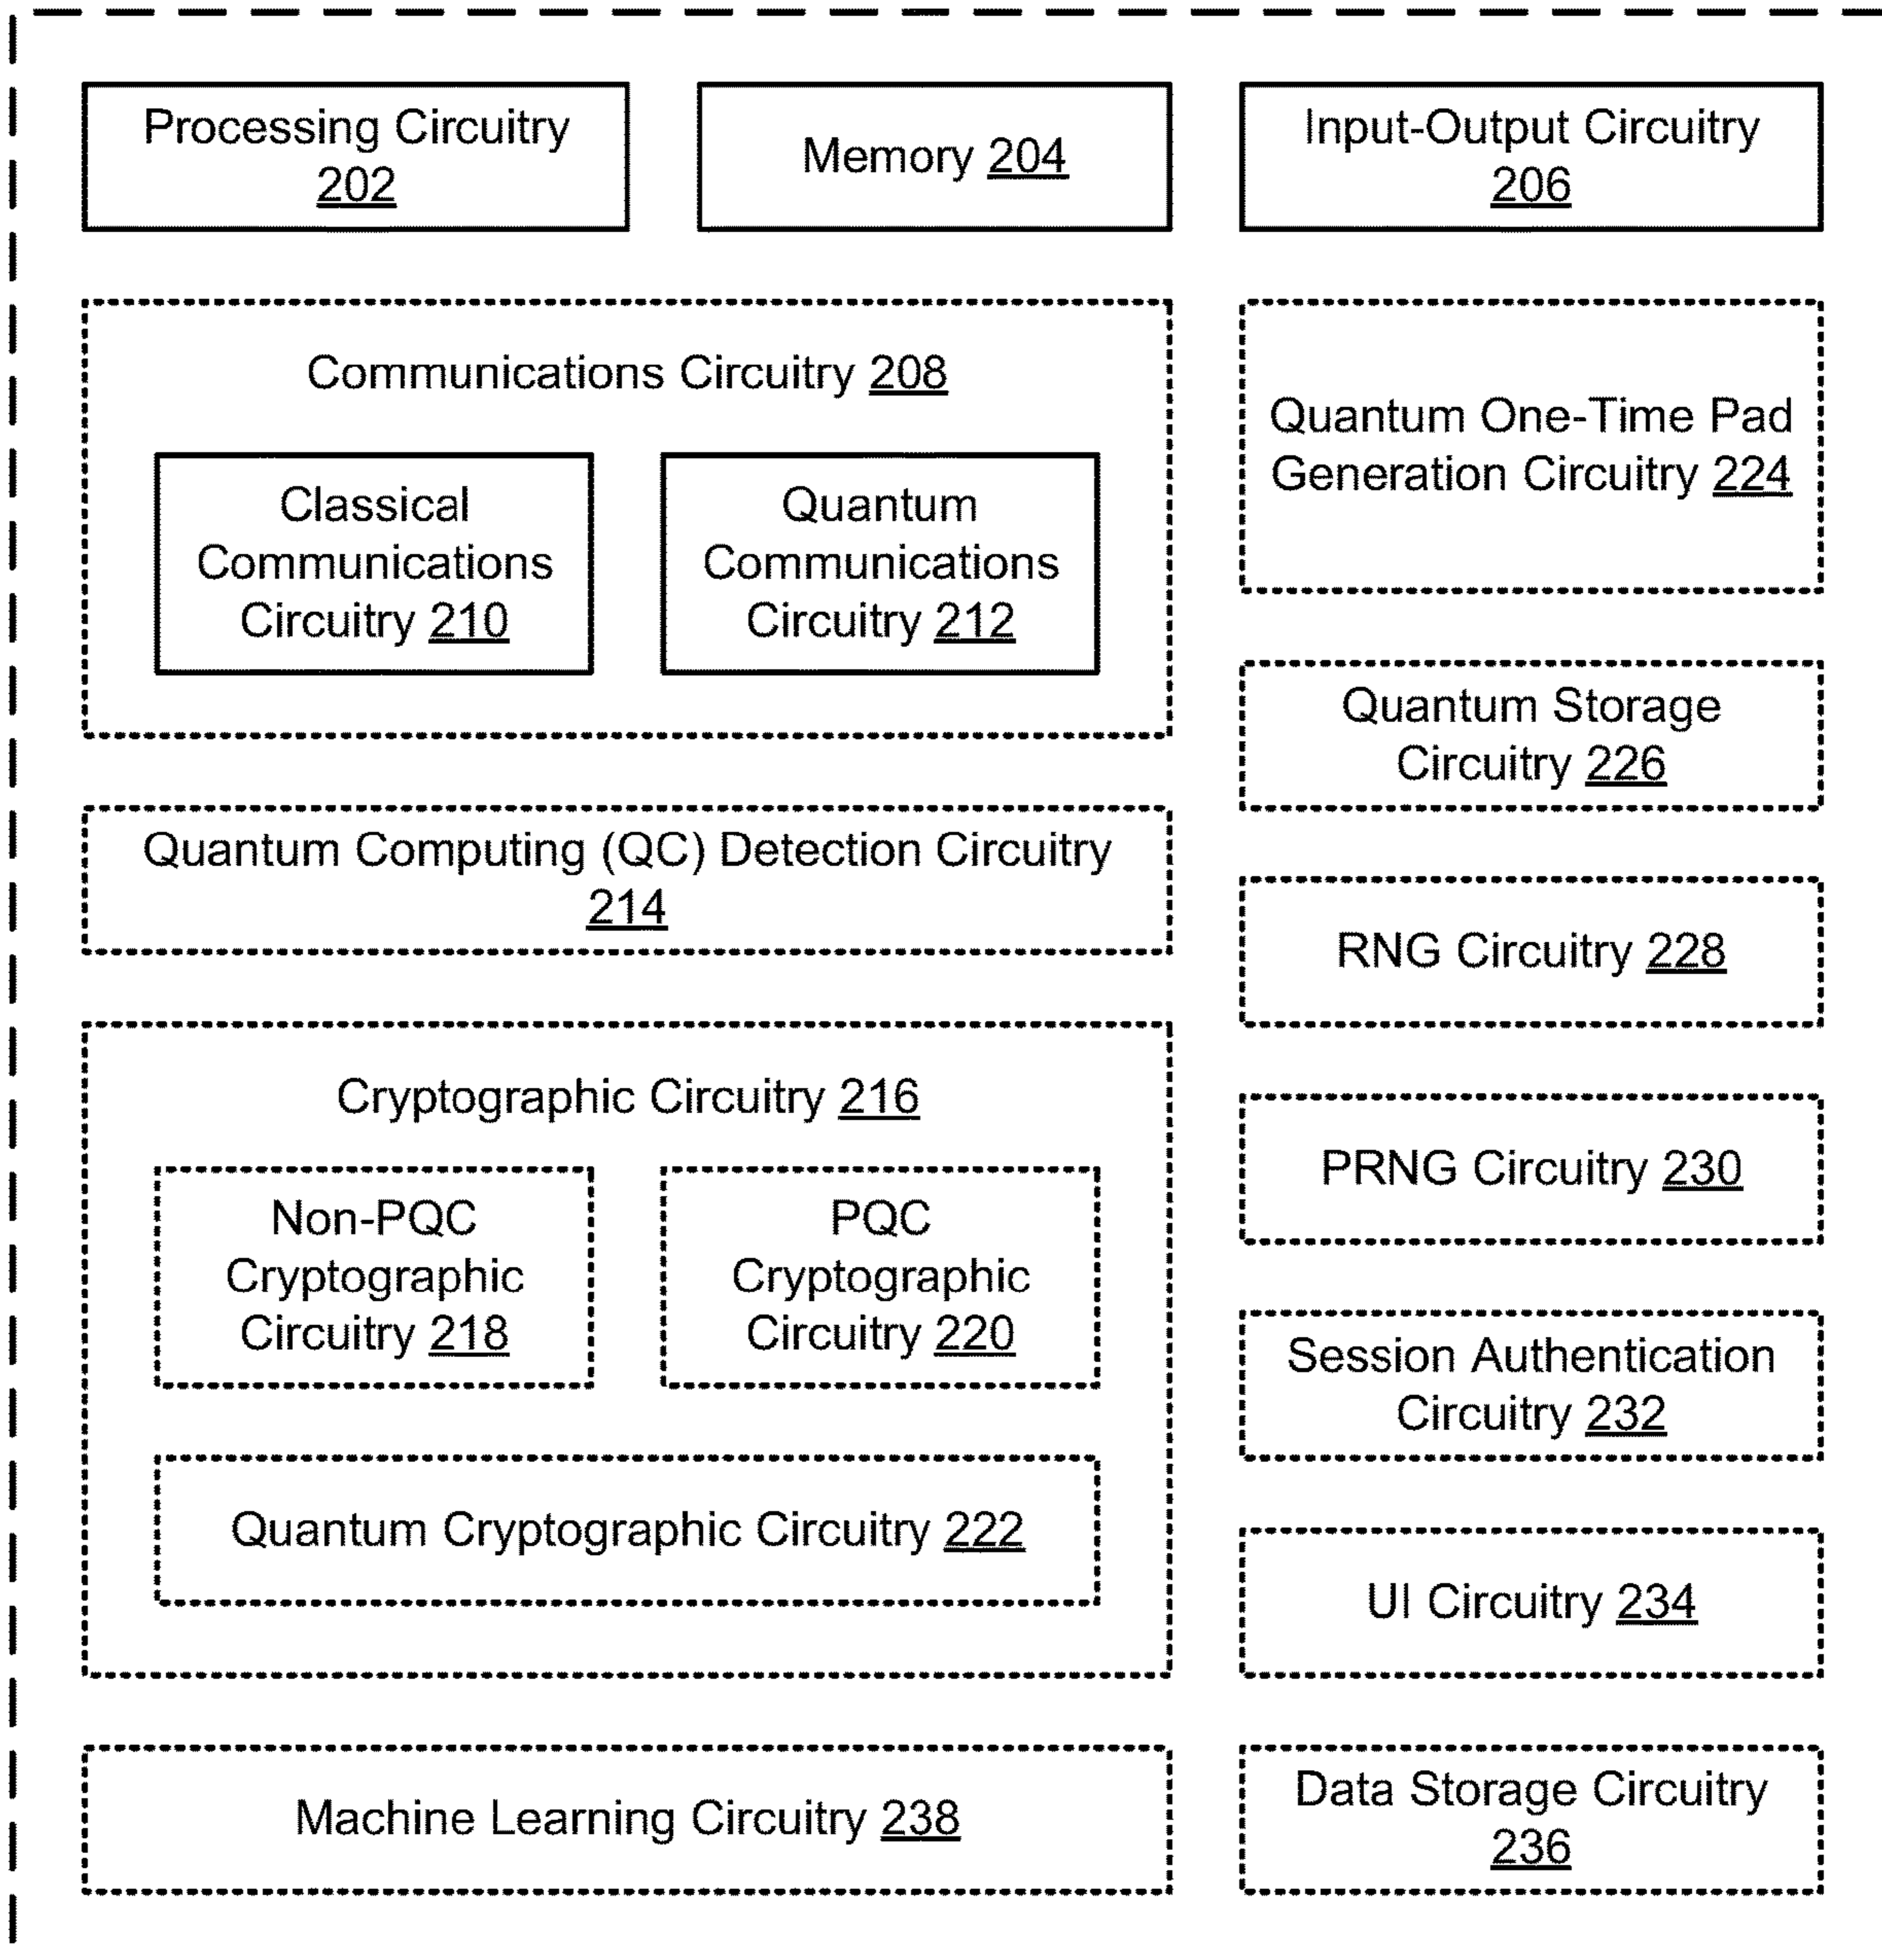 Processing Circuitry
202
Memory 204
Input-Output Circuitry
206
Communications Circuitry 208
Classical
Communications
Circuitry 210
Quantum
Communications
Circuitry 212
Quantum One-Time Pad
Generation Circuitry 224
Quantum Storage
Circuitry 226
Quantum Computing (QC) Detection Circuitry
214
RNG Circuitry 228
Cryptographic Circuitry 216
Non-PQC
Cryptographic
Circuitry 218
PQC
Cryptographic
Circuitry 220
Quantum Cryptographic Circuitry 222
PRNG Circuitry 230
Session Authentication
Circuitry 232
UI Circuitry 234
Machine Learning Circuitry 238
Data Storage Circuitry
236